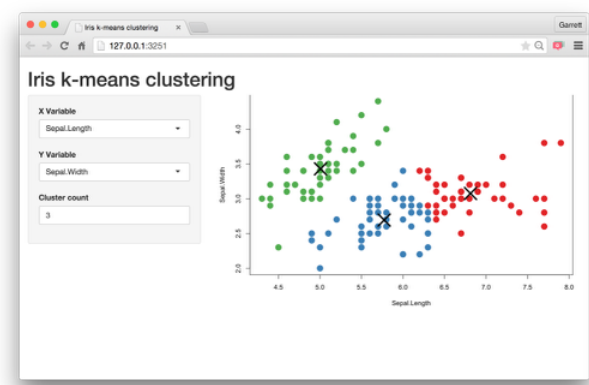 Iris k-means clustering
Garrett
127.0.0.1:3251
Iris k-means clustering
X Variable
Sepal.Length
Y Variable
Sepal.Width
Cluster count
3
Sepal.Width
4.0
3.5
3.0
2.5
2.0
4.5 5.0 5.5 6.0 6.5 7.0 7.5 8.0
Sepal.Length